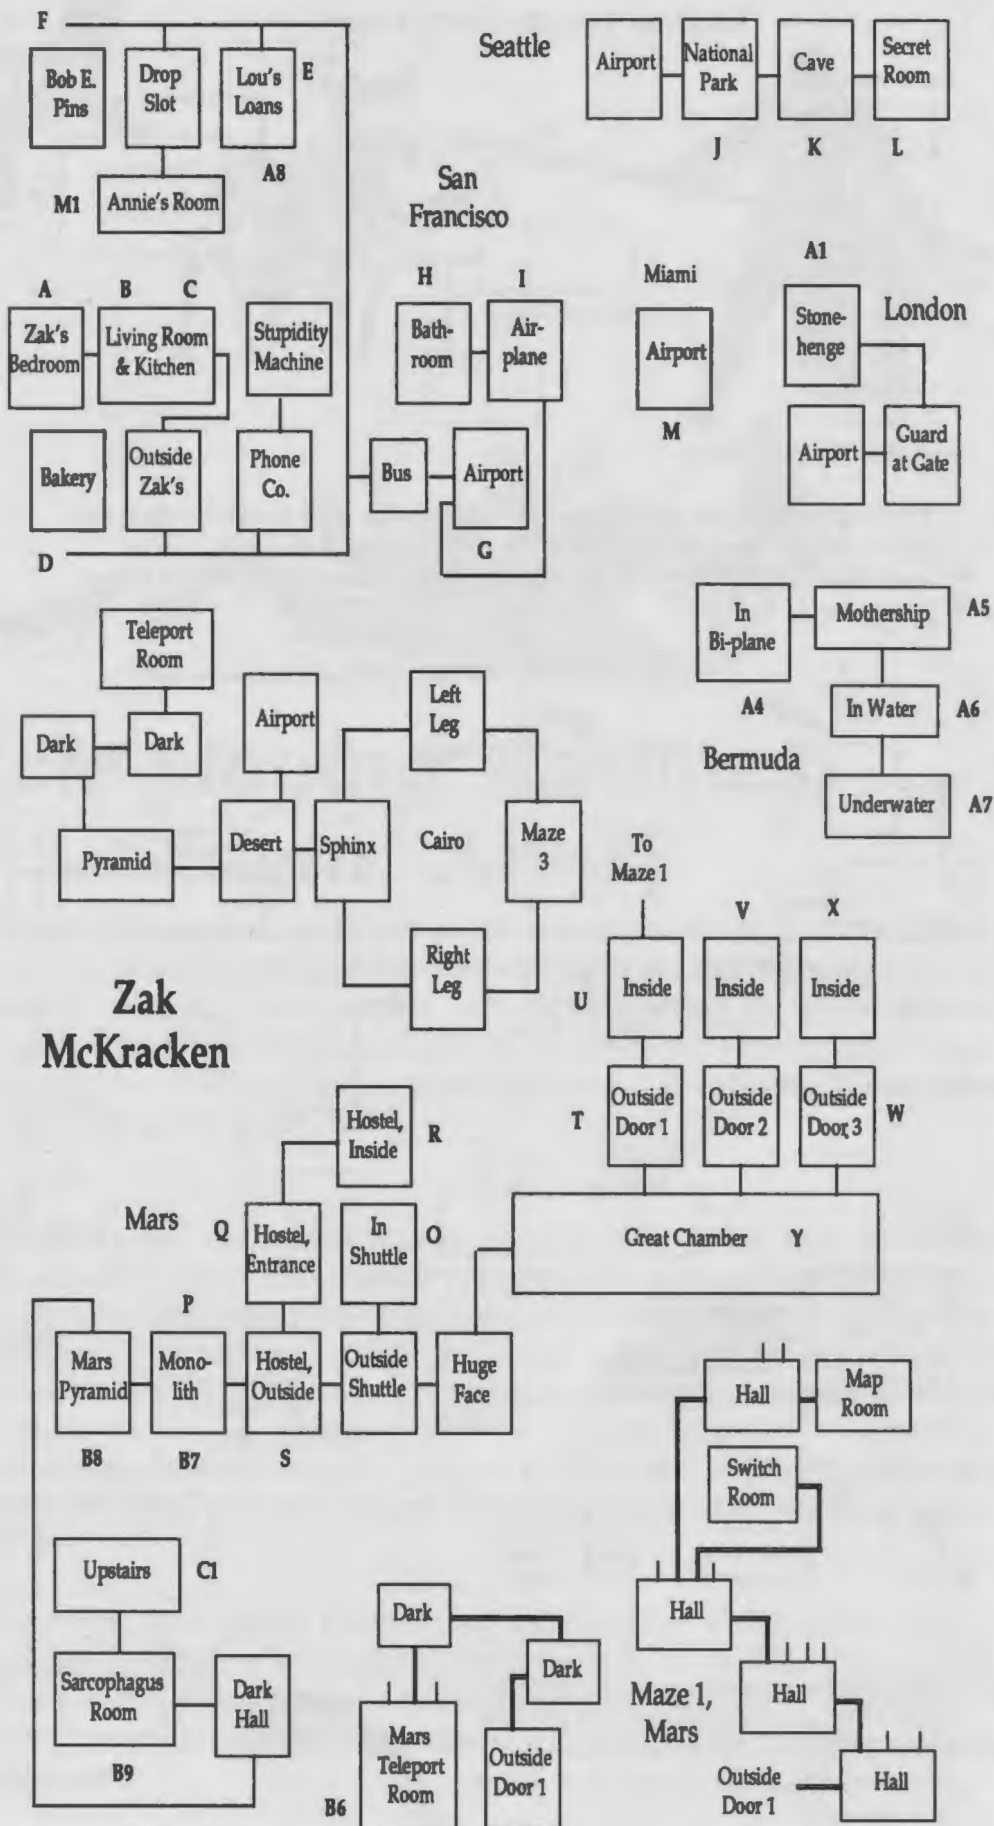 F
Bob E.
Pins
Drop
Slot
Lou's
Loans
E
M1
Annie's Room
A8
Seattle
Airport
National
Park
Cave
Secret
Room
J
K
L
San
Francisco
A
B
C
Zak's
Bedroom
Living Room
& Kitchen
Stupidity
Machine
Bakery
Outside
Zak's
Phone
Co.
D
H
I
Bath-
room
Air-
plane
Bus
Airport
G
Miami
Airport
M
A1
Stone-
henge
London
Airport
Guard
at Gate
Teleport
Room
Dark
Dark
Airport
Pyramid
Desert
Sphinx
Left
Leg
Cairo
Maze
3
Right
Leg
In
Bi-plane
Mothership
A5
A4
In Water
A6
Bermuda
Underwater
A7
To
Maze 1
V
X
U
Inside
Inside
Inside
T
Outside
Door 1
Outside
Door 2
Outside
Door 3
W
Great Chamber
Y
Zak
McKracken
Hostel,
Inside
R
Mars
Q
Hostel,
Entrance
In
Shuttle
O
P
Mars
Pyramid
Mono-
lith
Hostel,
Outside
Outside
Shuttle
Huge
Face
B8
B7
S
Hall
Map
Room
Switch
Room
Hall
Hall
Maze 1,
Mars
Outside
Door 1
Hall
Upstairs
C1
Sarcophagus
Room
Dark
Hall
B9
Dark
Dark
Mars
Teleport
Room
Outside
Door 1
B6